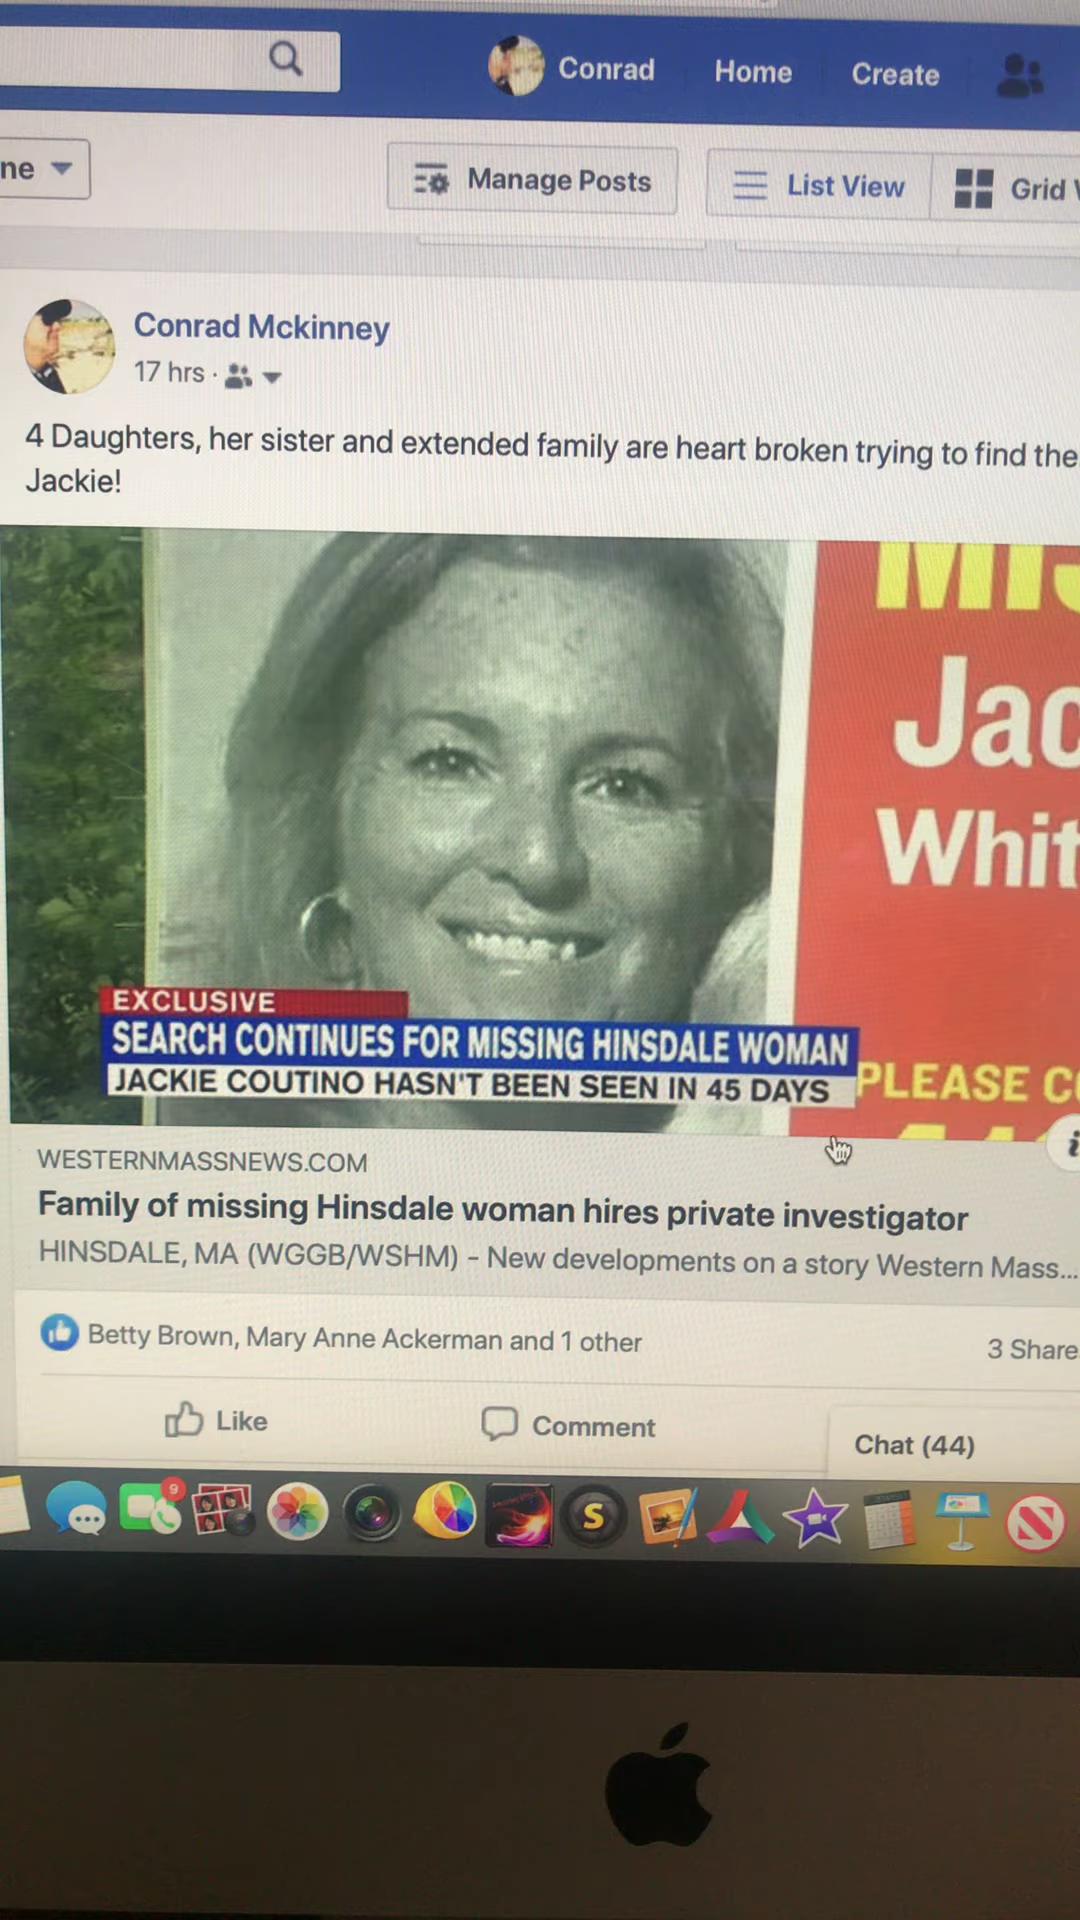 Conrad Home Create
ne Manage Posts List View Grid
Conrad Mckinney
17 hrs ·
4 Daughters, her sister and extended family are heart broken trying to find
Jackie!
EXCLUSIVE
SEARCH CONTINUES FOR MISSING HINSDALE WOMAN
JACKIE COUTINO HASN'T BEEN SEEN IN 45 DAYS
MIS
Jac
Whit
PLEASE
WESTERNMASSNEWS.COM
Family of missing Hinsdale woman hires private investigator
HINSDALE, MA (WGGB/WSHM) – New developments on a story Western Mass...
Betty Brown, Mary Anne Ackerman and 1 other 3 Share
Like Comment
Chat (44)
9
S